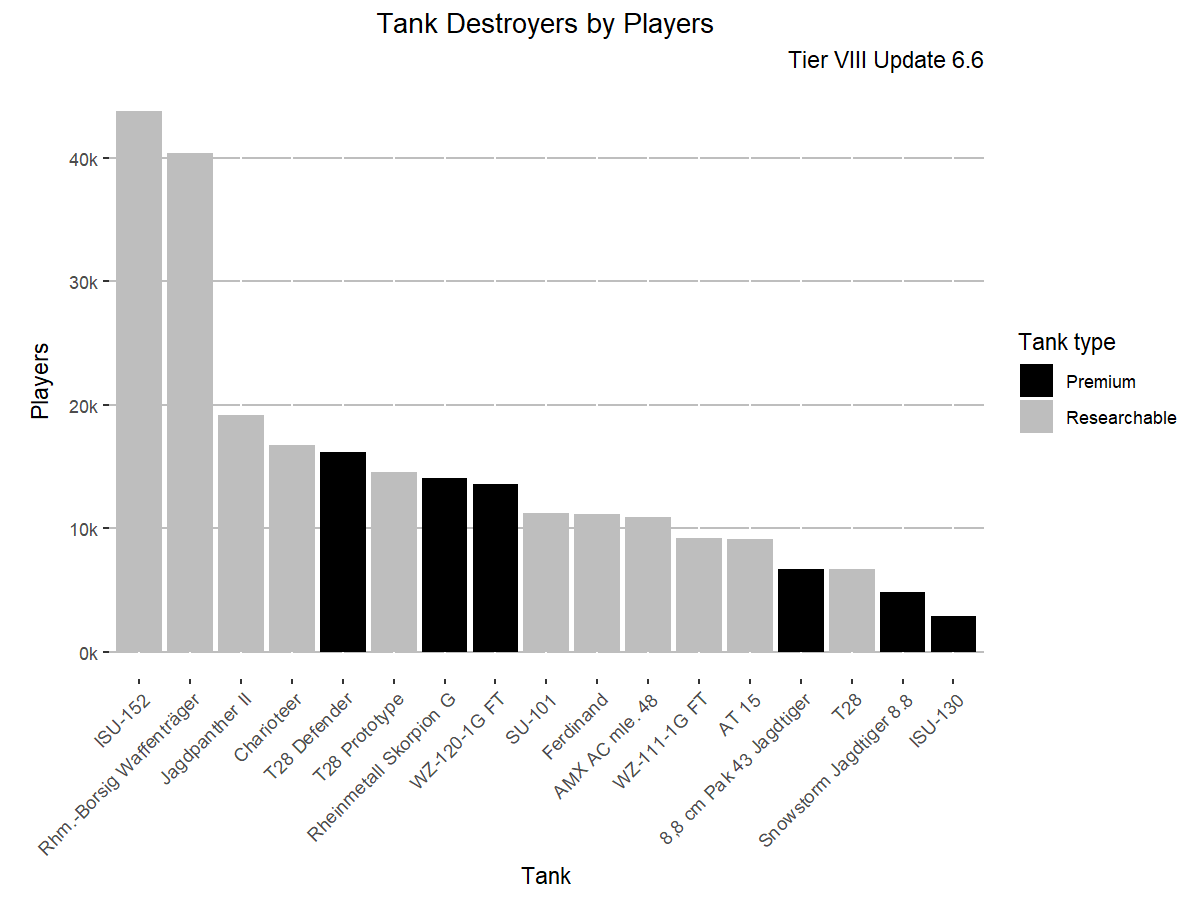 Tank Destroyers by Players
Tier VIII Update 6.6
Players
40k
30k
20k
10k
0k
ISU-152
Rhm.-Borsig Waffenträger
Jagdpanther II
Charioteer
T28 Defender
T28 Prototype
Rheinmetall Skorpion G
WZ-120-1G FT
SU-101
Ferdinand
AMX AC mle. 48
WZ-111-1G FT
AT 15
8,8 cm Pak 43 Jagdtiger
T28
Snowstorm Jagdtiger 8.8
ISU-130
Tank
Tank type
Premium
Researchable